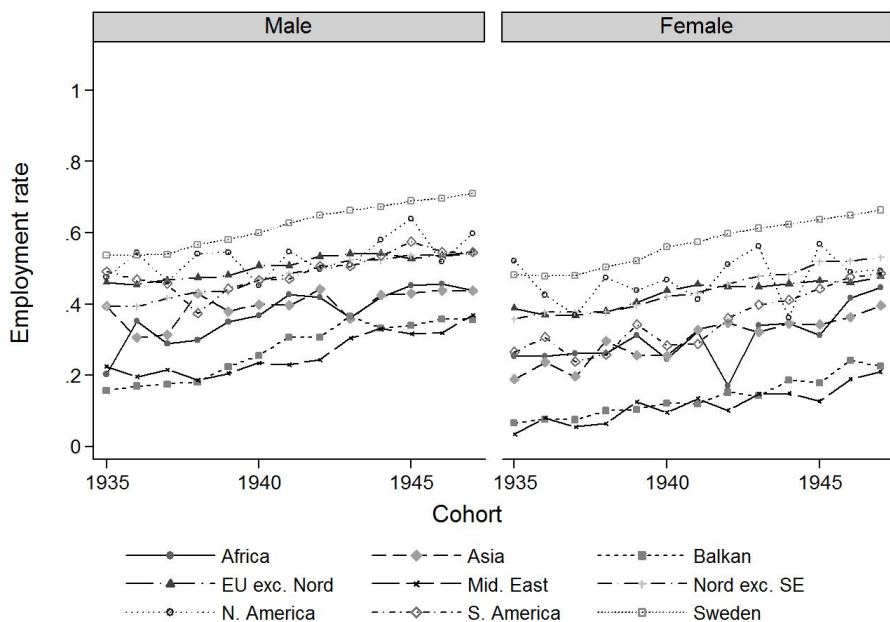 Male Female
1
.8
.6
.4
.2
0
Employment rate
1935 1940 1945 1935 1940 1945
Cohort
Africa Asia Balkan
EU exc. Nord Mid. East Nord exc. SE
N. America S. America Sweden